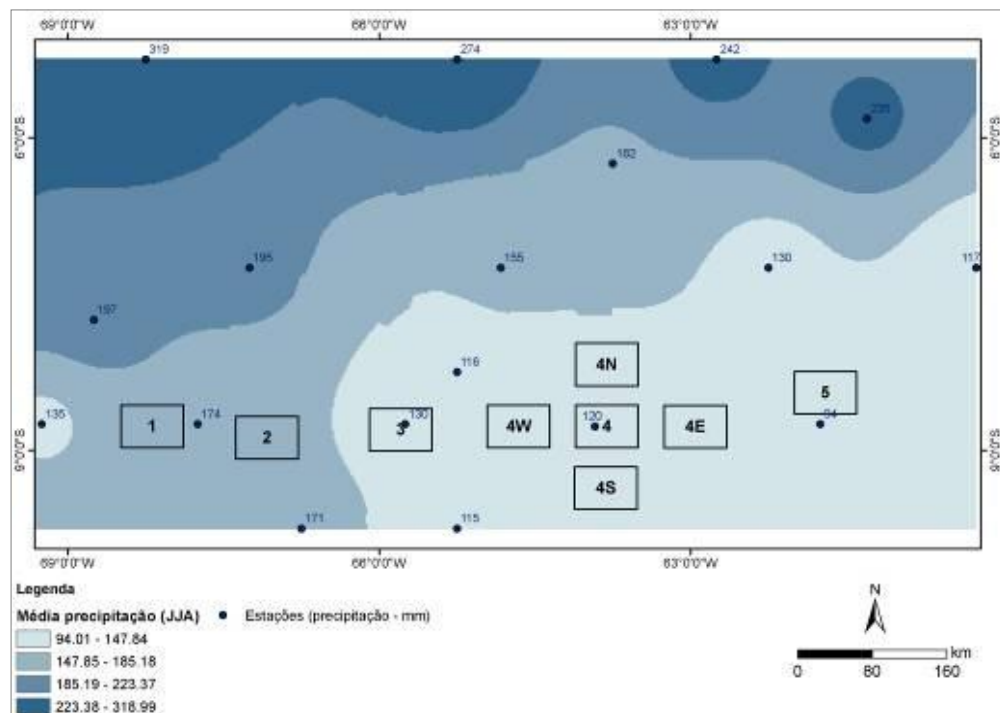 69°0'0"W 66°0'0"W 63°0'0"W
319 274 242
235
6°0'0"S 6°0'0"S
182
195 155 130 117
197
116
4N
5
135 1 174 2 130 3 4W 120 4 4E 94
9°0'0"S 9°0'0"S
4S
171 115
69°0'0"W 66°0'0"W 63°0'0"W
Legenda
Média precipitação (JJA) Estações (precipitação - mm)
94.01 - 147.84
147.85 - 185.18
185.19 - 223.37
223.38 - 318.99
N
km
0 80 160